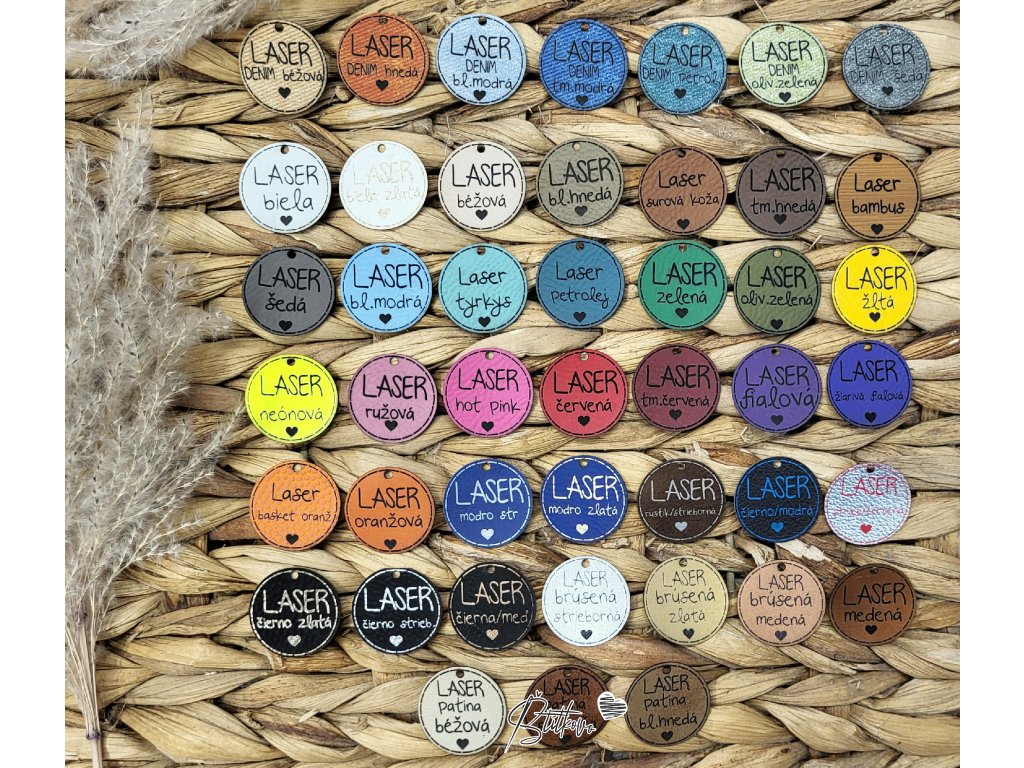 LASER
DENIM béžová
LASER
DENIM hnedá
LASER
DENIM
bl.modrá
LASER
DENIM
tm.modrá
LASER
DENIM petrol
LASER
DENIM
oliv.zelená
LASER
DENIM šedá
LASER
biela
LASER
biela zlatá
LASER
béžová
LASER
bl.hnedá
Laser
surová koža
LASER
tm.hnedá
Laser
bambus
LASER
šedá
LASER
bl.modrá
Laser
tyrkys
Laser
petrolej
LASER
zelená
LASER
oliv.zelená
LASER
žltá
LASER
neónová
LASER
ružová
LASER
hot pink
LASER
červená
LASER
tm.červená
LASER
fialová
LASER
žiarivá fialová
Laser
basket oranž
LASER
oranžová
LASER
modro str
LASER
modro zlatá
LASER
rustik/strieborná
LASER
čierno/modrá
LASER
LASER
čierno zlatá
LASER
čierno strieb.
LASER
čierna/med
LASER
brúsená
strieborná
LASER
brúsená
zlatá
LASER
brúsená
medená
LASER
medená
LASER
patina
béžová
LASER
patina
LASER
patina
bl.hnedá